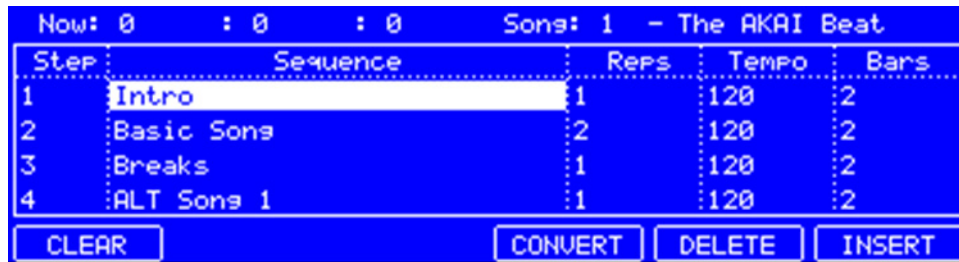 Now: 0 : 0 : 0 Song: 1 - The AKAI Beat
Step Sequence Reps Tempo Bars
1 Intro 1 120 2
2 Basic Song 2 120 2
3 Breaks 1 120 2
4 ALT Song 1 1 120 2
CLEAR CONVERT DELETE INSERT